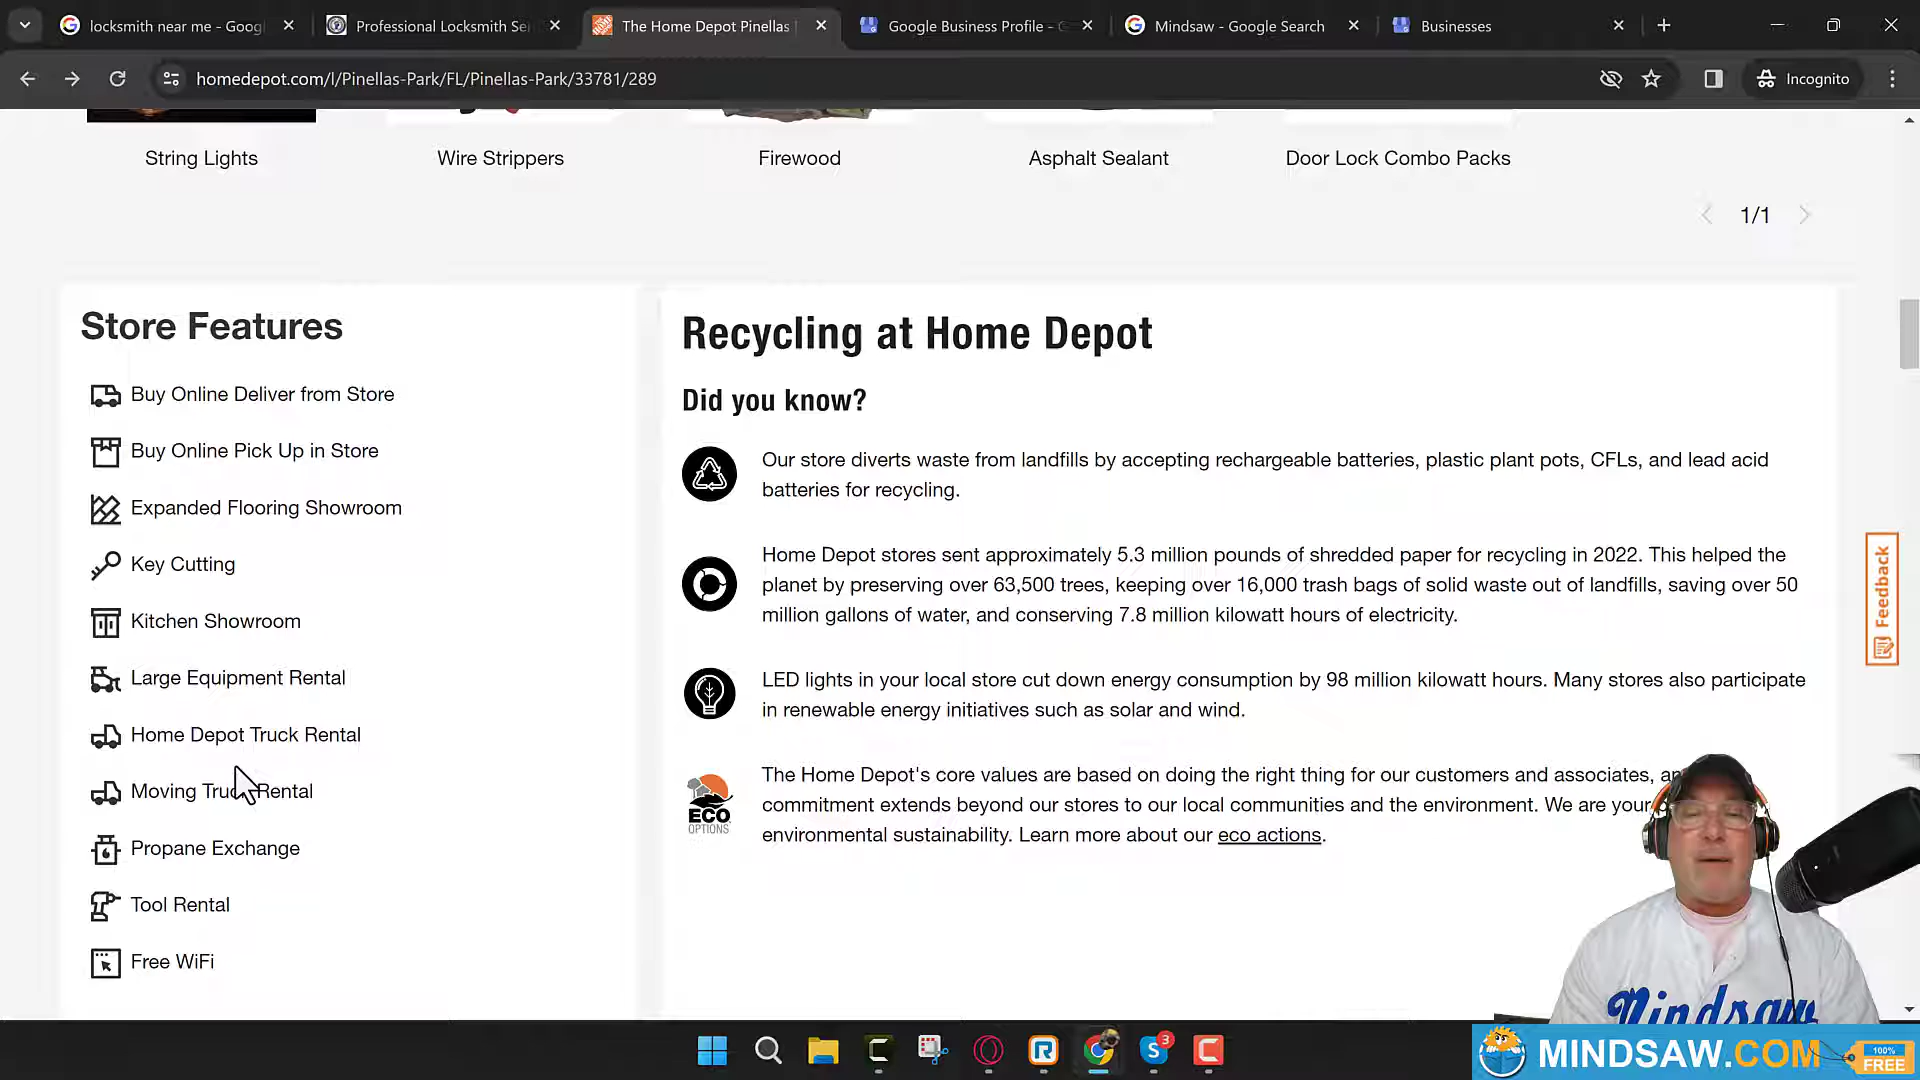 locksmith near me - Goog
Professional Locksmith Se
The Home Depot Pinellas
Google Business Profile - G
Mindsaw - Google Search
Businesses
homedepot.com/l/Pinellas-Park/FL/Pinellas-Park/33781/289
Incognito
String Lights
Wire Strippers
Firewood
Asphalt Sealant
Door Lock Combo Packs
1/1
Store Features
Buy Online Deliver from Store
Buy Online Pick Up in Store
Expanded Flooring Showroom
Key Cutting
Kitchen Showroom
Large Equipment Rental
Home Depot Truck Rental
Moving Truck Rental
Propane Exchange
Tool Rental
Free WiFi
Recycling at Home Depot
Did you know?
Our store diverts waste from landfills by accepting rechargeable batteries, plastic plant pots, CFLs, and lead acid
batteries for recycling.
Home Depot stores sent approximately 5.3 million pounds of shredded paper for recycling in 2022. This helped the
planet by preserving over 63,500 trees, keeping over 16,000 trash bags of solid waste out of landfills, saving over 50
million gallons of water, and conserving 7.8 million kilowatt hours of electricity.
LED lights in your local store cut down energy consumption by 98 million kilowatt hours. Many stores also participate
in renewable energy initiatives such as solar and wind.
ECO
OPTIONS
The Home Depot's core values are based on doing the right thing for our customers and associates,
commitment extends beyond our stores to our local communities and the environment. We are your
environmental sustainability. Learn more about our eco actions.
Feedback
Mindsaw
3
MINDSAW.COM
100%
FREE